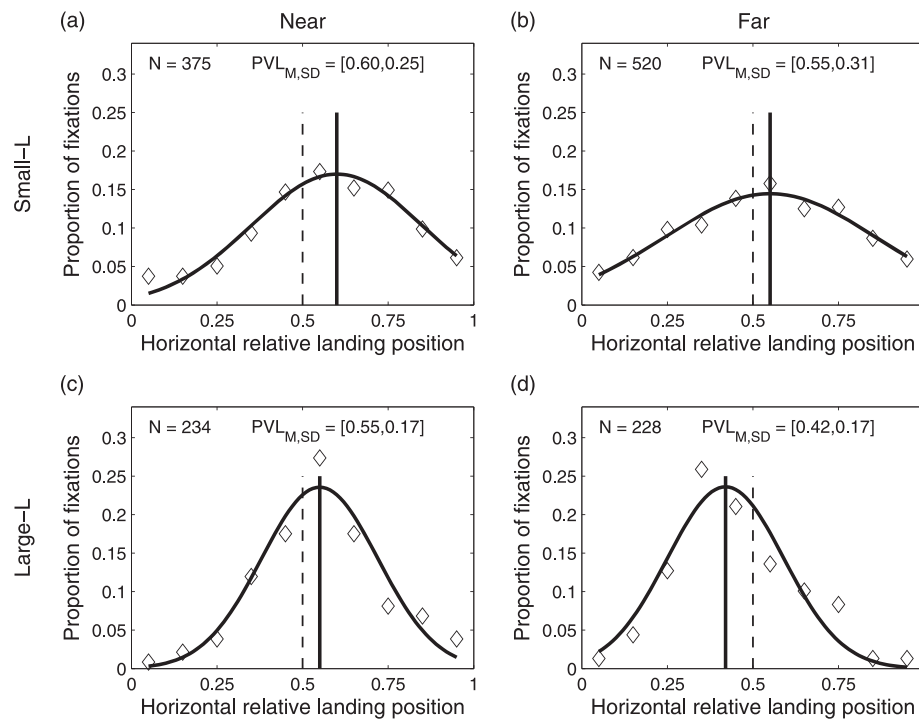 (a) Near
(b) Far
Small-L
N = 375 PVL M,SD = [0.60,0.25]
Proportion of fixations
0.3
0.25
0.2
0.15
0.1
0.05
0
0 0.25 0.5 0.75 1
Horizontal relative landing position
N = 520 PVL M,SD = [0.55,0.31]
Proportion of fixations
0.3
0.25
0.2
0.15
0.1
0.05
0
0 0.25 0.5 0.75
Horizontal relative landing position
Large-L
(c)
N = 234 PVL M,SD = [0.55,0.17]
Proportion of fixations
0.3
0.25
0.2
0.15
0.1
0.05
0
0 0.25 0.5 0.75 1
Horizontal relative landing position
(d)
N = 228 PVL M,SD = [0.42,0.17]
Proportion of fixations
0.3
0.25
0.2
0.15
0.1
0.05
0
0 0.25 0.5 0.75
Horizontal relative landing position